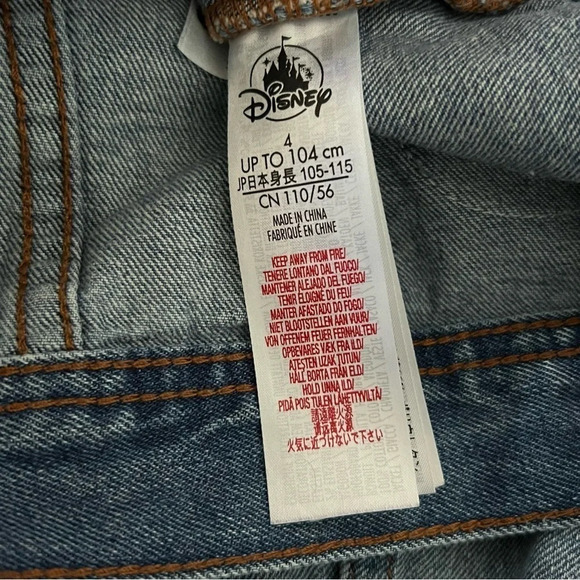 Disney
4
UP TO 104 cm
JP日本身長 105-115
CN 110/56
MADE IN CHINA
FABRIQUÉ EN CHINE
KEEP AWAY FROM FIRE/
TENERE LONTANO DAL FUOCO/
MANTENER ALEJADO DEL FUEGO/
TENIR ÉLOIGNÉ DU FEU/
MANTER AFASTADO DO FOGO/
NIET BLOOTSTELLEN AAN VUUR/
VON OFFENEM FEUER FERNHALTEN/
OPBEVARES VÆK FRA ILD/
ATEŞTEN UZAK TUTUN/
HÅLL BORTA FRÅN ELD/
HOLD UNNA ILD/
PIDÄ POIS TULEN LÄHETTYVILTÄ/
請遠離火源
请远离火源
火気に近づけないで下さい